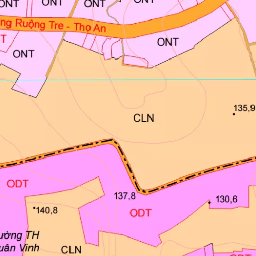 ONT
ONT
ng Ruộng Tre - Thọ An
ONT
ONT
135,9
CLN
ODT
137,8
130,6
140,8
ODT
ường TH
uân Vinh
CLN